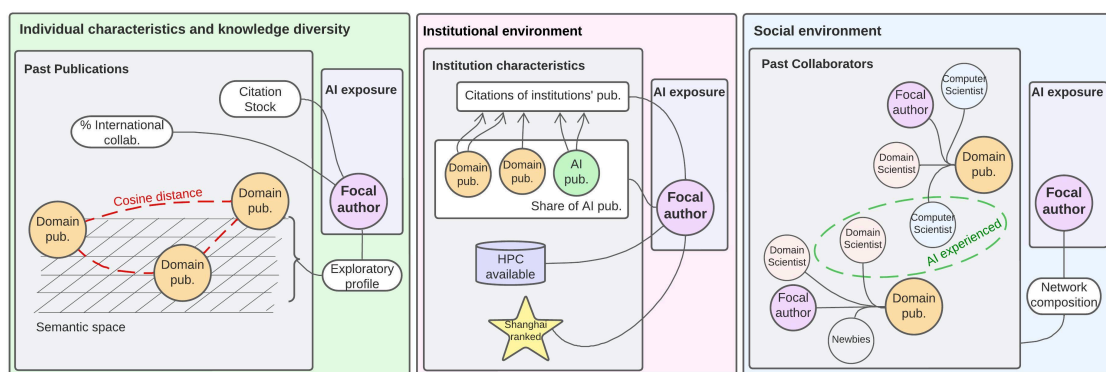 Individual characteristics and knowledge diversity
Past Publications
AI exposure
Citation
Stock
% International
collab.
Focal
author
Cosine distance
Domain
pub.
Domain
pub.
Domain
pub.
Exploratory
profile
Semantic space
Institutional environment
Institution characteristics
AI exposure
Citations of institutions' pub.
Domain
pub.
Domain
pub.
AI
pub.
Share of AI pub.
Focal
author
HPC
available
Shanghai
ranked
Social environment
Past Collaborators
AI exposure
Computer
Scientist
Focal
author
Domain
Scientist
Domain
pub.
Focal
author
Computer
Scientist
Domain
Scientist
AI experienced
Domain
Scientist
Focal
author
Domain
pub.
Newbies
Network
composition